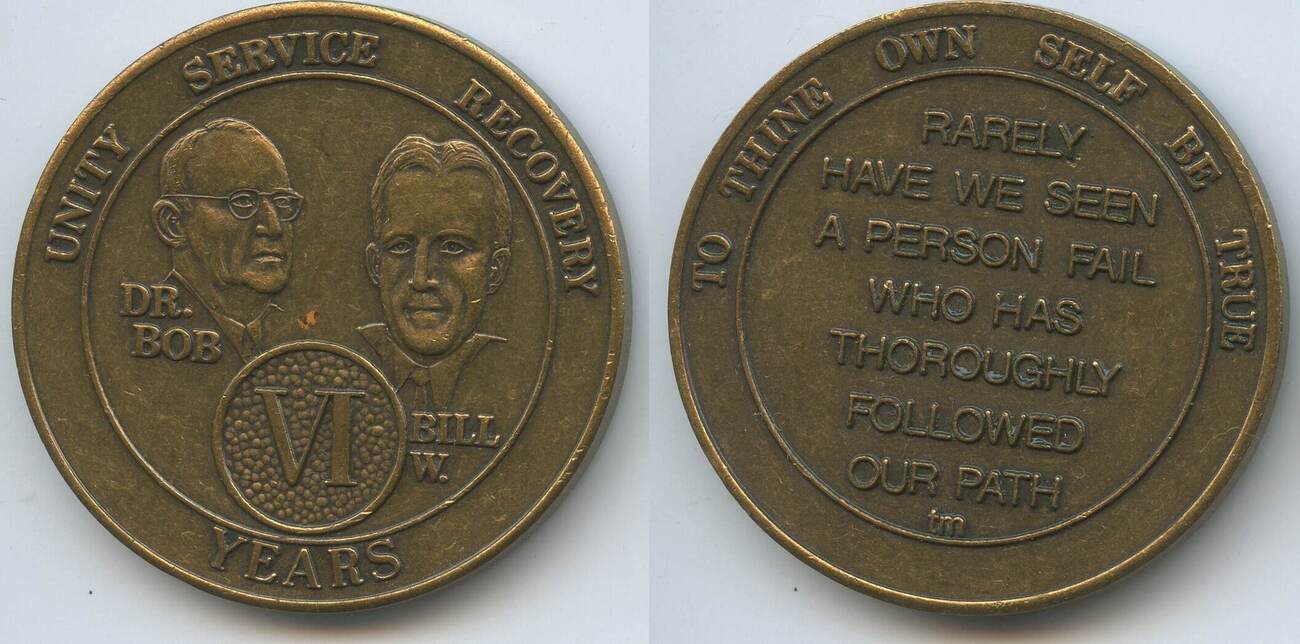 UNITY SERVICE RECOVERY
DR.
BOB
VI
BILL
W.
YEARS
TO THINE OWN SELF BE TRUE
RARELY
HAVE WE SEEN
A PERSON FAIL
WHO HAS
THOROUGHLY
FOLLOWED
OUR PATH
tm